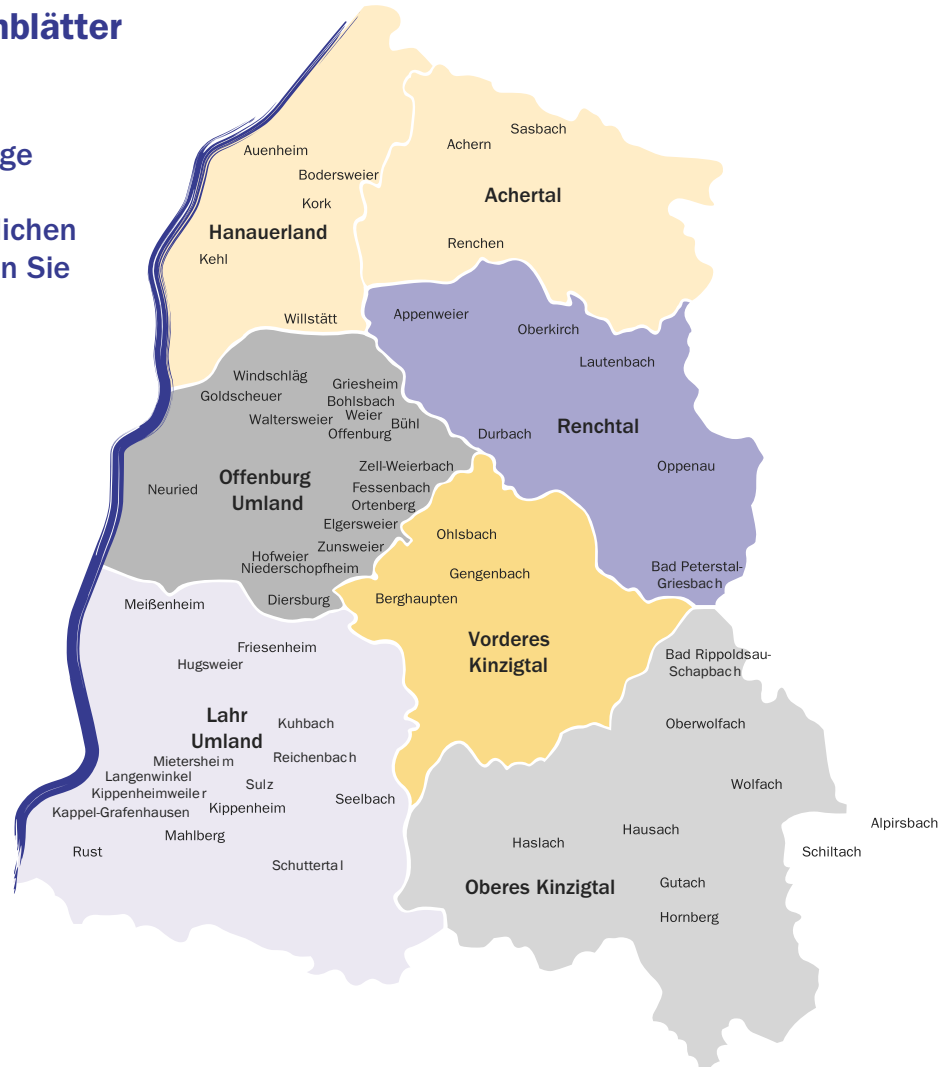 nblätter
ge
lichen
n Sie
Sasbach
Achern
Auenheim
Bodersweier
Achertal
Kork
Hanauerland
Renchen
Kehl
Appenweier
Willstätt
Oberkirch
Lautenbach
Windschläg
Griesheim
Goldscheuer
Bohlsbach
Weier
Waltersweier
Bühl
Offenburg
Durbach
Renchtal
Zell-Weierbach
Oppenau
Offenburg
Umland
Neuried
Fessenbach
Ortenberg
Elgersweier
Ohlsbach
Zunsweier
Hofweier
Niederschopfheim
Gengenbach
Bad Peterstal-
Griesbach
Diersburg
Berghaupten
Meißenheim
Vorderes
Kinzigtal
Friesenheim
Hugsweier
Bad Rippoldsau-
Schapbach
Lahr
Umland
Kuhbach
Oberwolfach
Mietersheim
Reichenbach
Langenwinkel
Sulz
Wolfach
Kippenheimweiler
Seelbach
Kappel-Grafenhausen
Kippenheim
Alpirsbach
Mahlberg
Hausach
Haslach
Rust
Schiltach
Schuttertal
Oberes Kinzigtal
Gutach
Hornberg